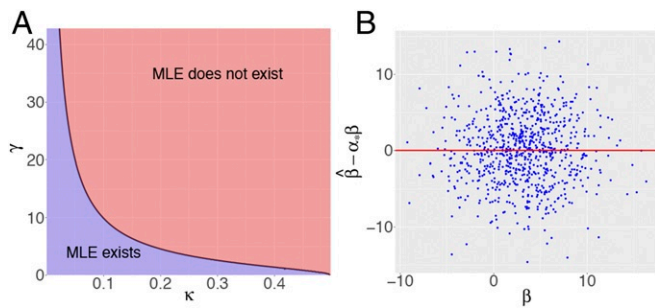 A
40
30
20
10
0
γ
MLE does not exist
MLE exists
0.1 0.2 0.3 0.4
κ
B
10
0
−10
β̂ − α⋆β
−10 0 10
β